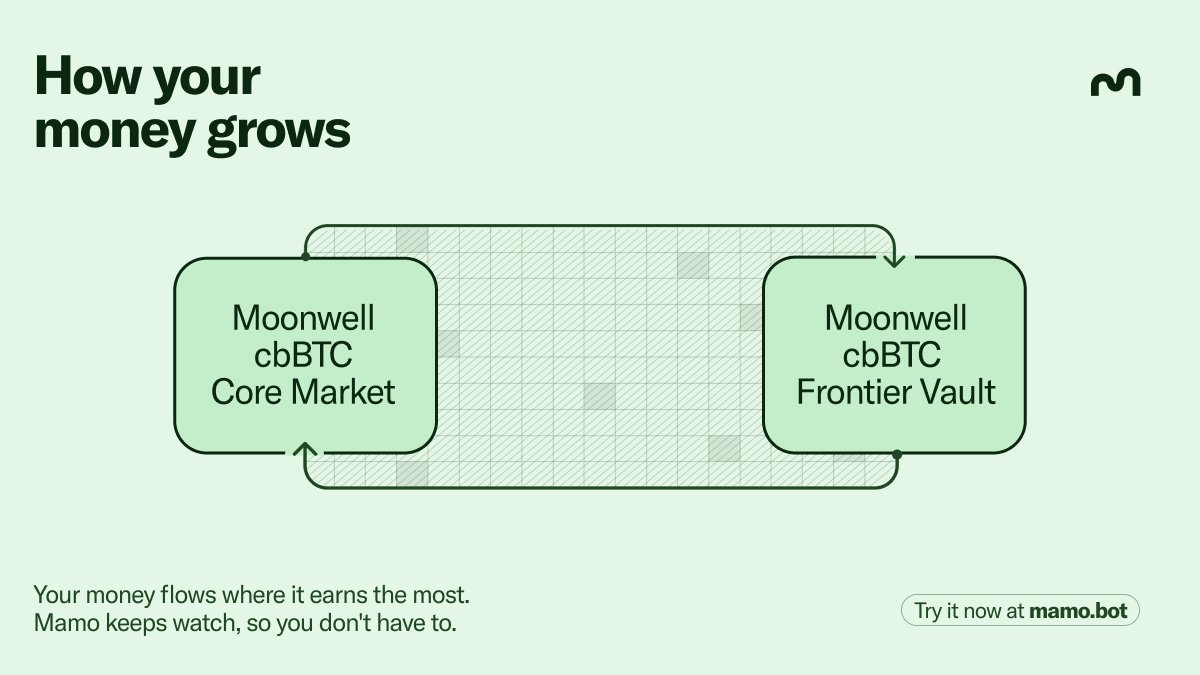 How your
money grows
Moonwell
cbBTC
Core Market
Moonwell
cbBTC
Frontier Vault
Your money flows where it earns the most.
Mamo keeps watch, so you don't have to.
Try it now at mamo.bot